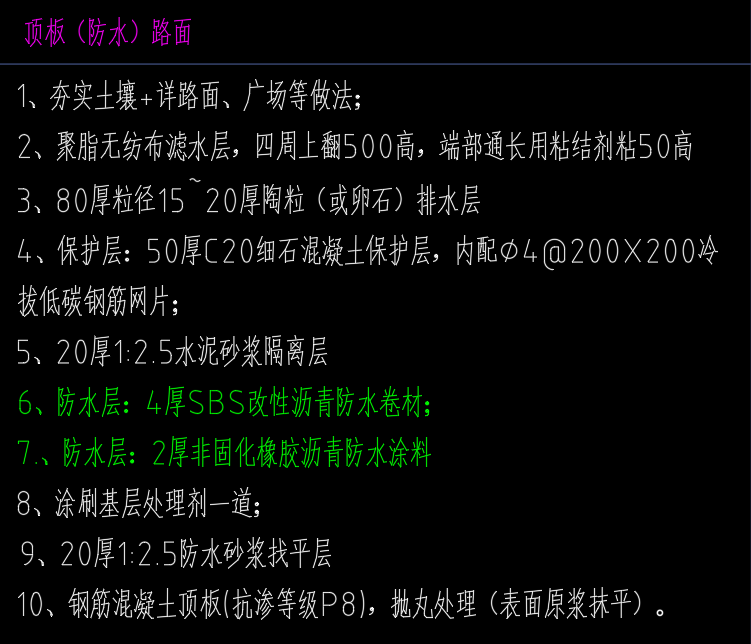 顶板（防水）路面
1、夯实土壤+详路面、广场等做法；
2、聚脂无纺布滤水层，四周上翻500高，端部通长用粘结剂粘50高
3、80厚粒径15~20厚陶粒（或卵石）排水层
4、保护层：50厚C20细石混凝土保护层，内配Φ4@200X200冷
拔低碳钢筋网片；
5、20厚1:2.5水泥砂浆隔离层
6、防水层：4厚SBS改性沥青防水卷材；
7.、防水层：2厚非固化橡胶沥青防水涂料
8、涂刷基层处理剂一道；
9、20厚1:2.5防水砂浆找平层
10、钢筋混凝土顶板(抗渗等级P8)，抛丸处理（表面原浆抹平）。